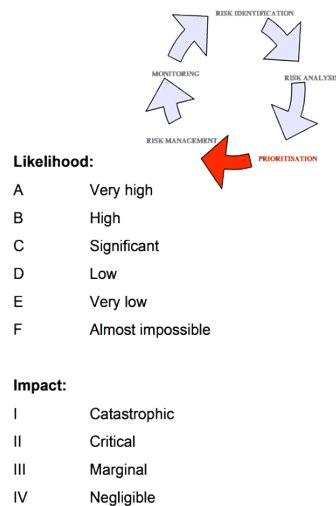 RISK IDENTIFICATION
MONITORING
RISK ANALYSIS
RISK MANAGEMENT
PRIORITISATION
Likelihood:
A Very high
B High
C Significant
D Low
E Very low
F Almost impossible
Impact:
I Catastrophic
II Critical
III Marginal
IV Negligible